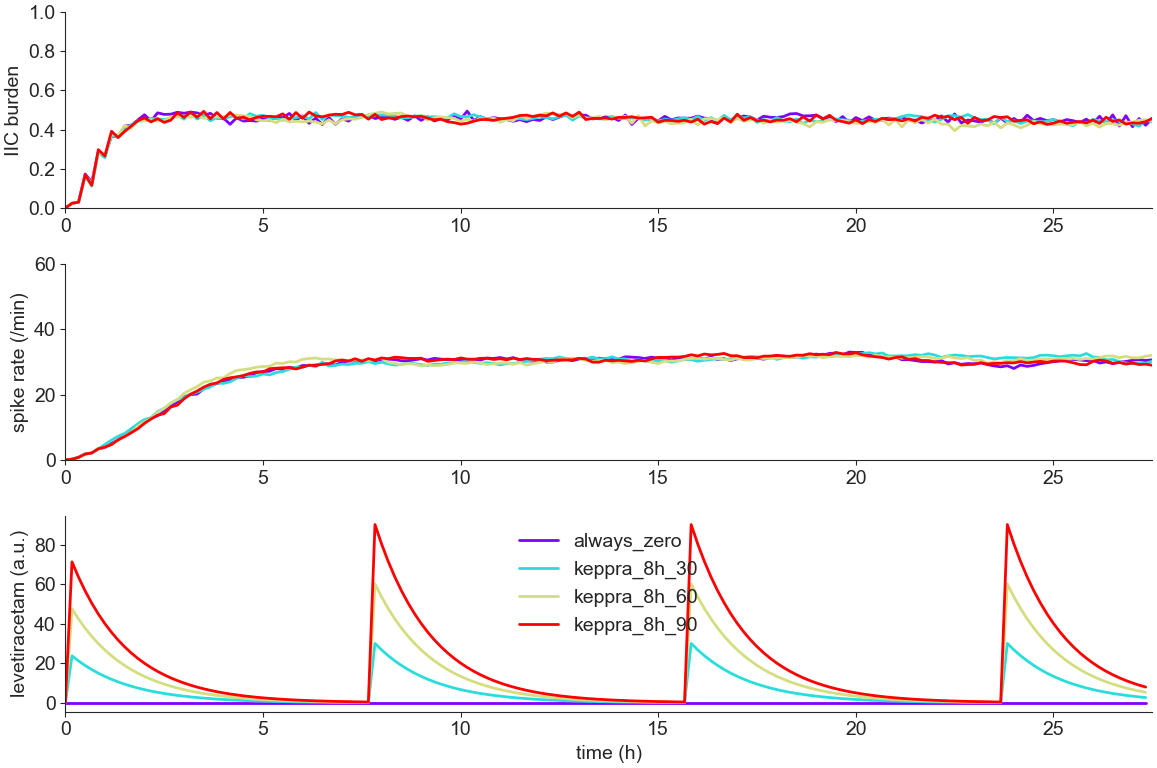 1.0
0.8
0.6
0.4
0.2
0.0
IIC burden
0 5 10 15 20 25
60
40
20
0
spike rate (/min)
0 5 10 15 20 25
80
60
40
20
0
levetiracetam (a.u.)
always_zero
keppra_8h_30
keppra_8h_60
keppra_8h_90
0 5 10 15 20 25
time (h)